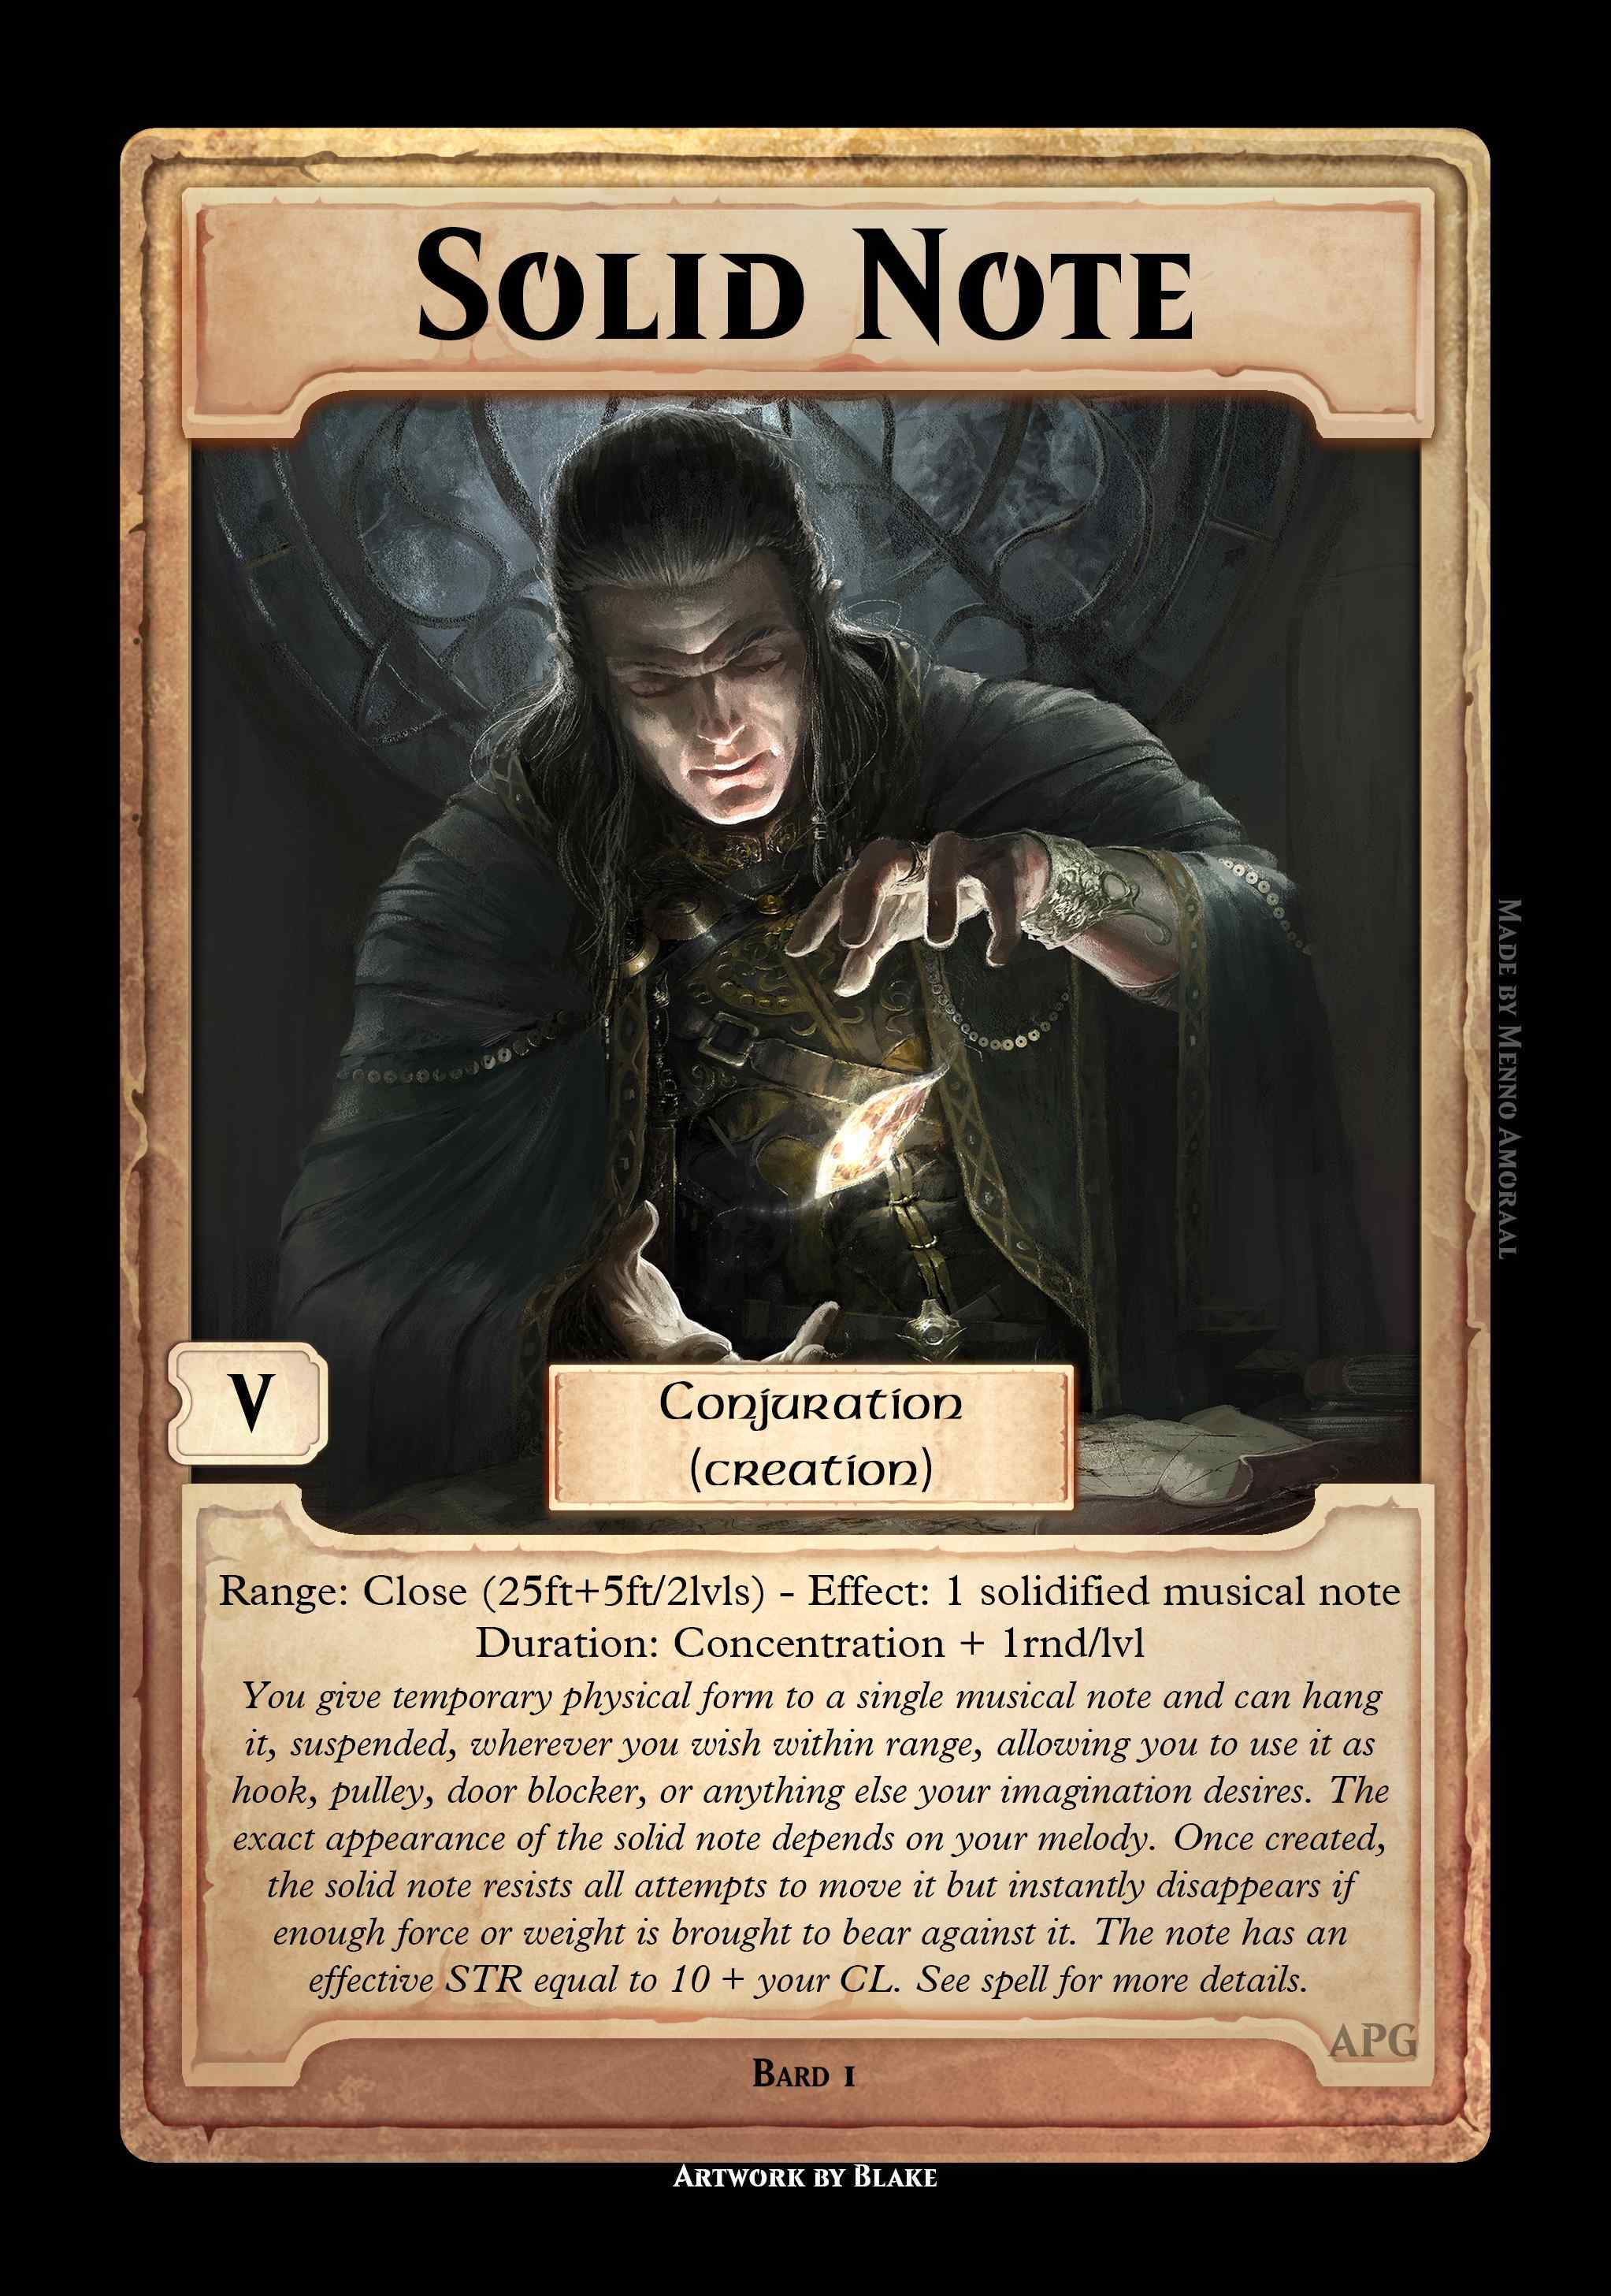 Solid Note
V
Conjuration
(creation)
Range: Close (25ft+5ft/2lvls) - Effect: 1 solidified musical note
Duration: Concentration + 1rnd/lvl
You give temporary physical form to a single musical note and can hang
it, suspended, wherever you wish within range, allowing you to use it as
hook, pulley, door blocker, or anything else your imagination desires. The
exact appearance of the solid note depends on your melody. Once created,
the solid note resists all attempts to move it but instantly disappears if
enough force or weight is brought to bear against it. The note has an
effective STR equal to 10 + your CL. See spell for more details.
APG
Bard 1
Artwork by Blake
Made by Menno Amoraal